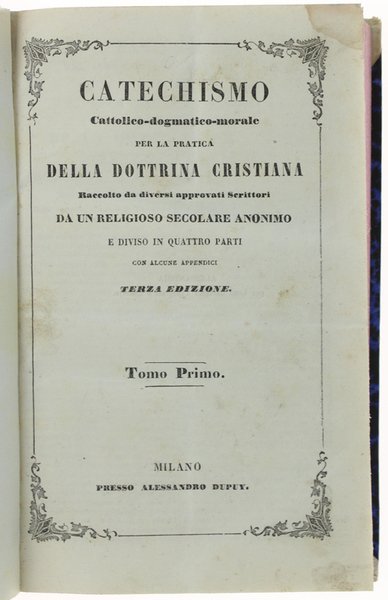 CATECHISMO
Cattolico-dogmatico-morale
PER LA PRATICA
DELLA DOTTRINA CRISTIANA
Raccolto da diversi approvati Scrittori
DA UN RELIGIOSO SECOLARE ANONIMO
E DIVISO IN QUATTRO PARTI
CON ALCUNE APPENDICI
TERZA EDIZIONE.
Tomo Primo.
MILANO
PRESSO ALESSANDRO DUPUY.